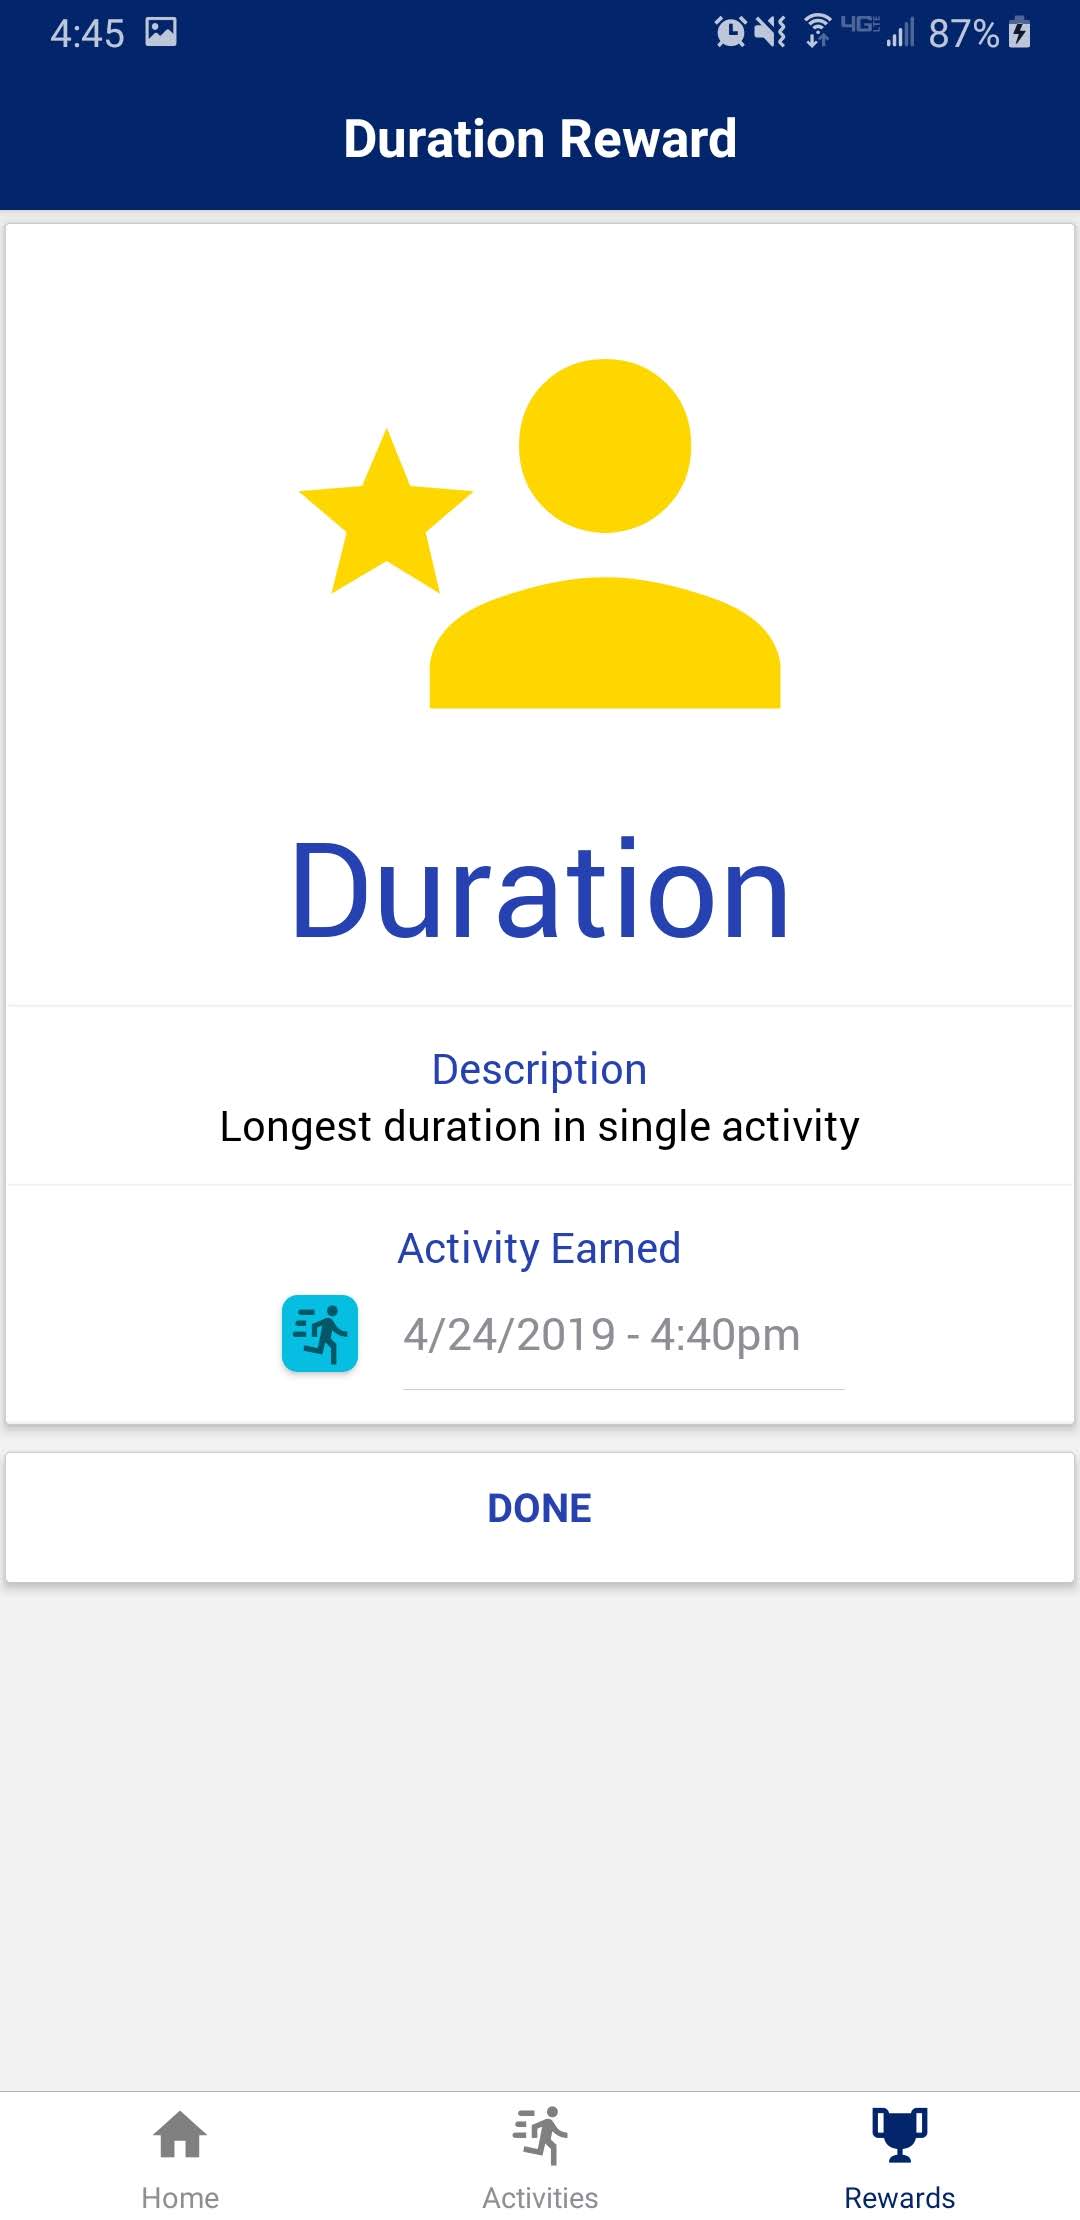 4:45 4G LTE 87%
Duration Reward
Duration
Description
Longest duration in single activity
Activity Earned
4/24/2019 - 4:40pm
DONE
Home Activities Rewards